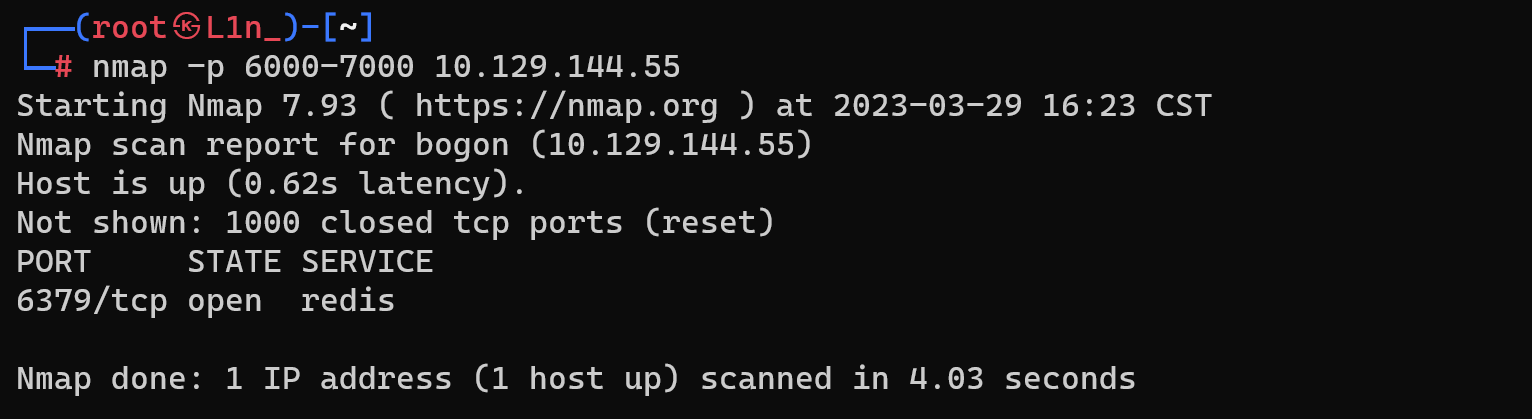 ┌──(root㉿L1n_)-[~]
└─# nmap -p 6000-7000 10.129.144.55
Starting Nmap 7.93 ( https://nmap.org ) at 2023-03-29 16:23 CST
Nmap scan report for bogon (10.129.144.55)
Host is up (0.62s latency).
Not shown: 1000 closed tcp ports (reset)
PORT     STATE SERVICE
6379/tcp open  redis
Nmap done: 1 IP address (1 host up) scanned in 4.03 seconds